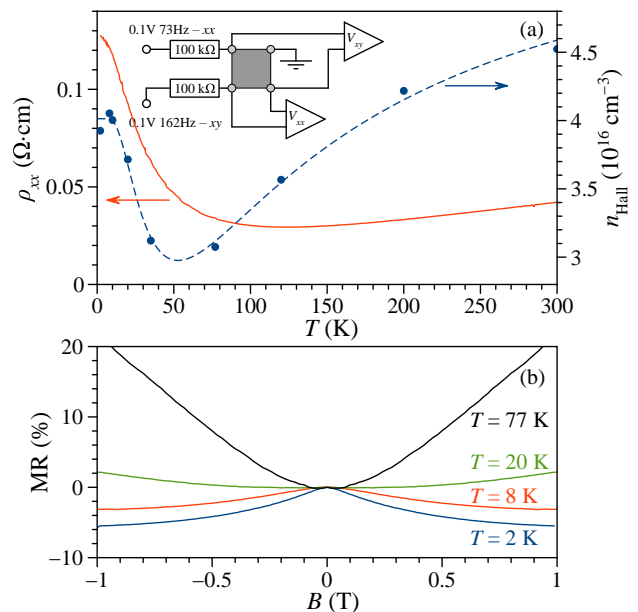 (a)
0.1V 73Hz – xx
100 kΩ
100 kΩ
0.1V 162Hz – xy
V_xy
V_xx
0.1
0.05
0
ρ_xx (Ω·cm)
4.5
4
3.5
3
n_Hall (10^16 cm^−3)
0 50 100 150 200 250 300
T (K)
(b)
20
10
0
−10
MR (%)
T = 77 K
T = 20 K
T = 8 K
T = 2 K
−1 −0.5 0 0.5 1
B (T)